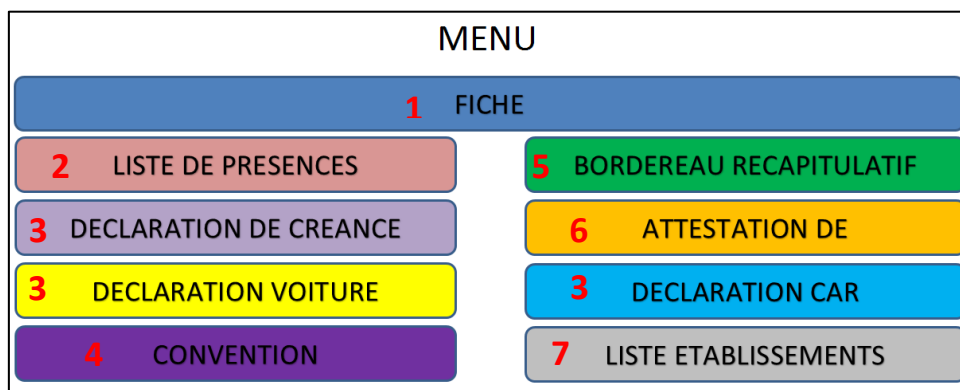 MENU
1 FICHE
2 LISTE DE PRESENCES
5 BORDEREAU RECAPITULATIF
3 DECLARATION DE CREANCE
6 ATTESTATION DE
3 DECLARATION VOITURE
3 DECLARATION CAR
4 CONVENTION
7 LISTE ETABLISSEMENTS